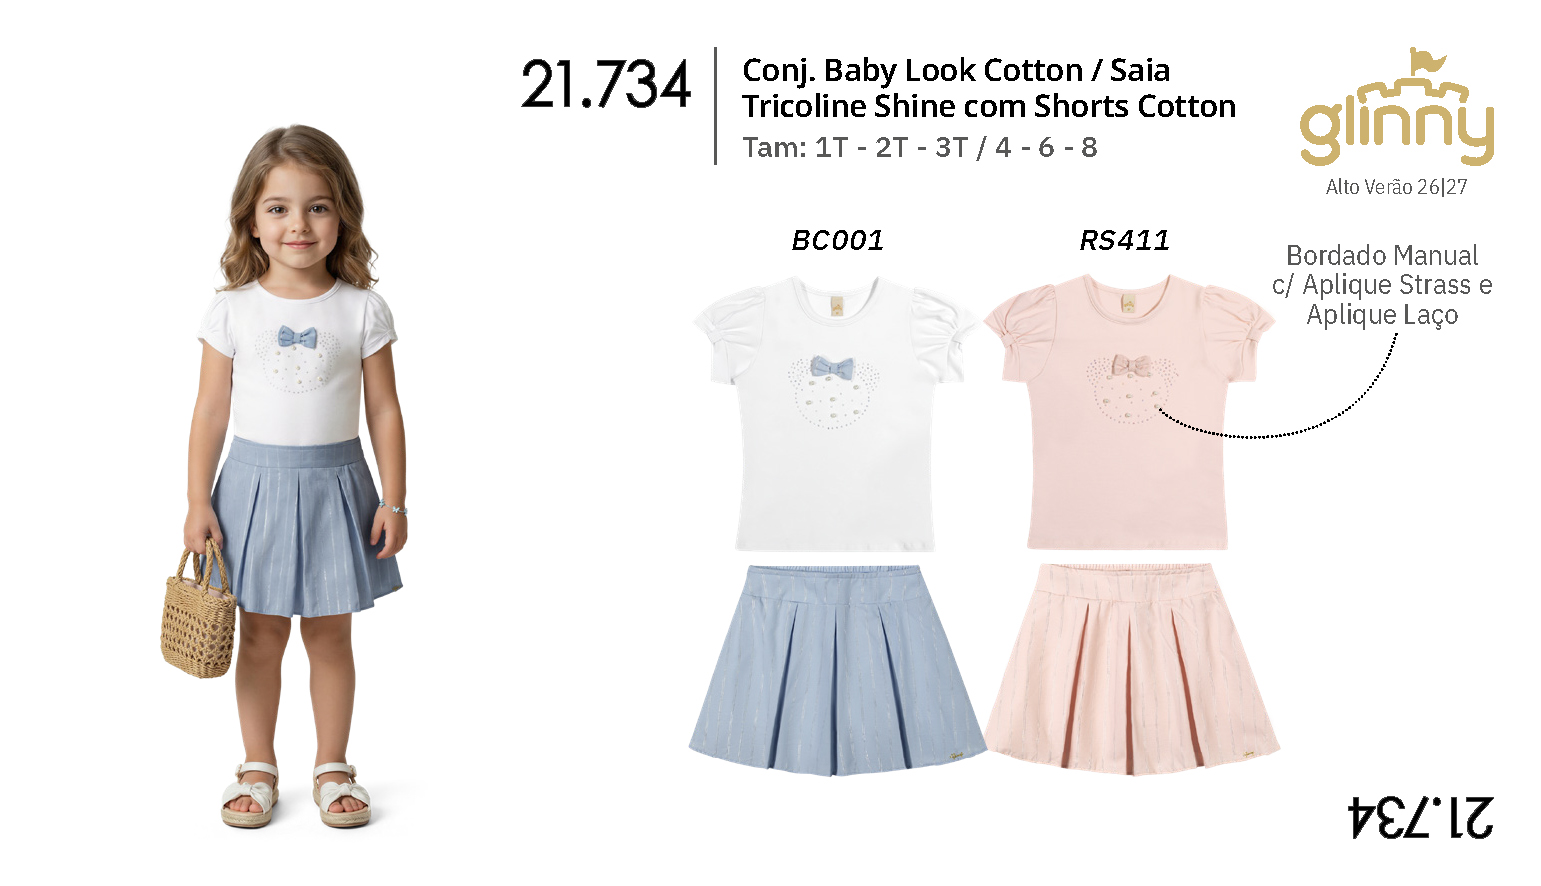 21.734
Conj. Baby Look Cotton / Saia
Tricoline Shine com Shorts Cotton
Tam: 1T - 2T - 3T / 4 - 6 - 8
glinny
Alto Verão 26|27
BC001
RS411
Bordado Manual
c/ Aplique Strass e
Aplique Laço
21.734